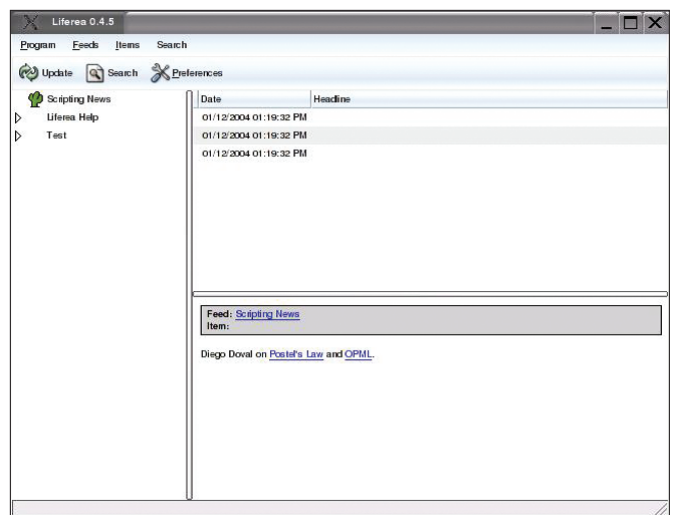 Liferea 0.4.5
Program Feeds Items Search
Update Search Preferences
Scripting News
Liferea Help
Test
Date Headline
01/12/2004 01:19:32 PM
01/12/2004 01:19:32 PM
01/12/2004 01:19:32 PM
Feed: Scripting News
Item:
Diego Doval on Postel's Law and OPML.